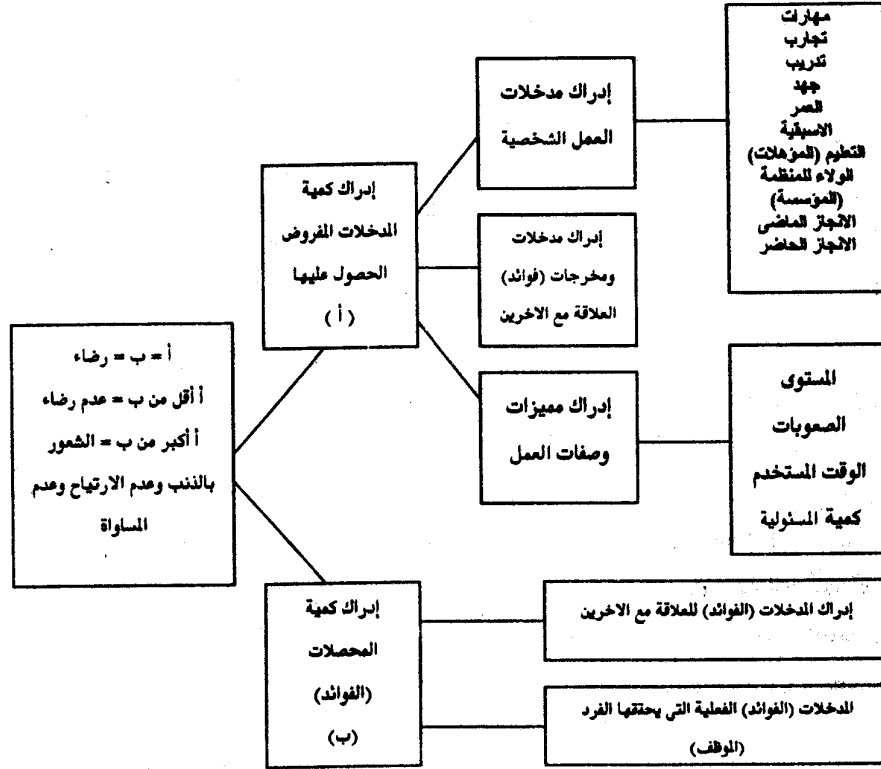 مهارات
تجارب
تدريب
جهد
العمر
الاسبقية
التعليم (المؤهلات)
الولاء للمنظمة
(المؤسسة)
الانجاز الماضى
الانجاز الحاضر
إدراك مدخلات
العمل الشخصية
إدراك كمية
المدخلات المفروض
الحصول عليها
(أ)
إدراك مدخلات
ومخرجات (فوائد)
العلاقة مع الاخرين
إدراك مميزات
وصفات العمل
المستوى
الصعوبات
الوقت المستخدم
كمية المسئولية
أ = ب = رضاء
أ أقل من ب = عدم رضاء
أ أكبر من ب = الشعور
بالذنب وعدم الارتياح وعدم
المساواة
إدراك كمية
المحصلات
(الفوائد)
(ب)
إدراك المدخلات (الفوائد) للعلاقة مع الاخرين
المدخلات (الفوائد) الفعلية التى يحققها الفرد
(الموظف)